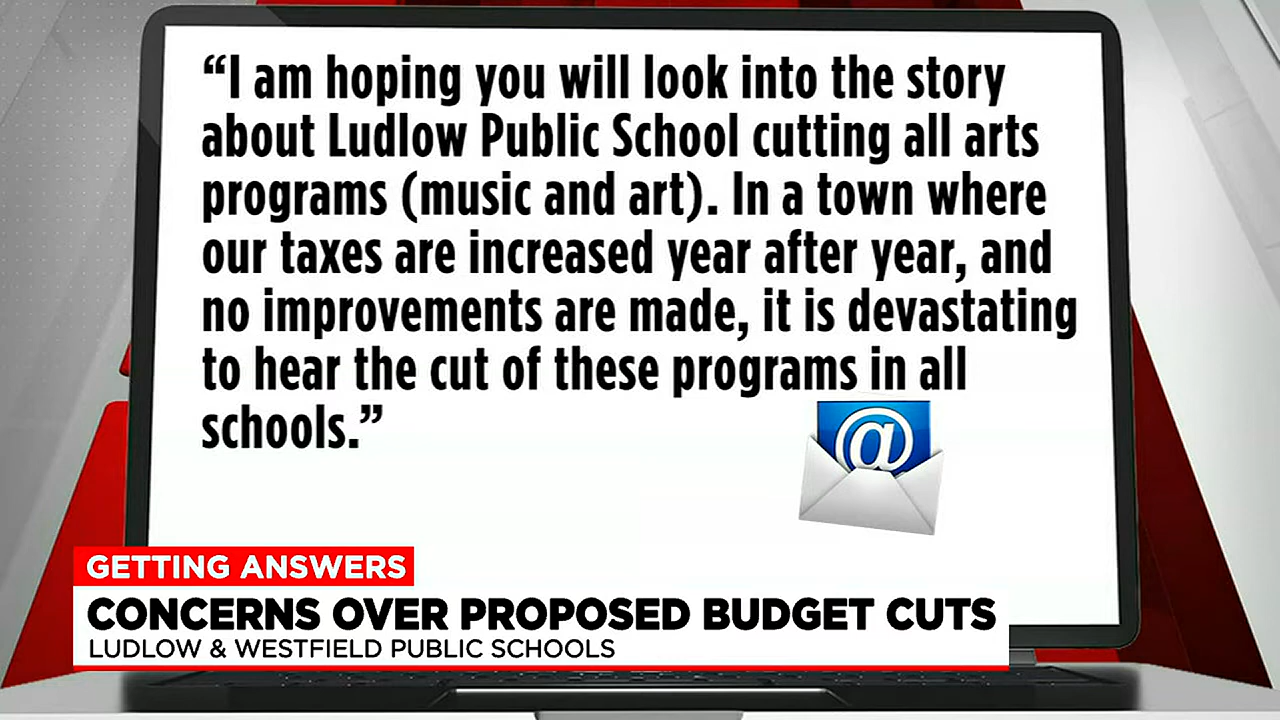 “I am hoping you will look into the story
about Ludlow Public School cutting all arts
programs (music and art). In a town where
our taxes are increased year after year, and
no improvements are made, it is devastating
to hear the cut of these programs in all
schools.”
@
GETTING ANSWERS
CONCERNS OVER PROPOSED BUDGET CUTS
LUDLOW & WESTFIELD PUBLIC SCHOOLS